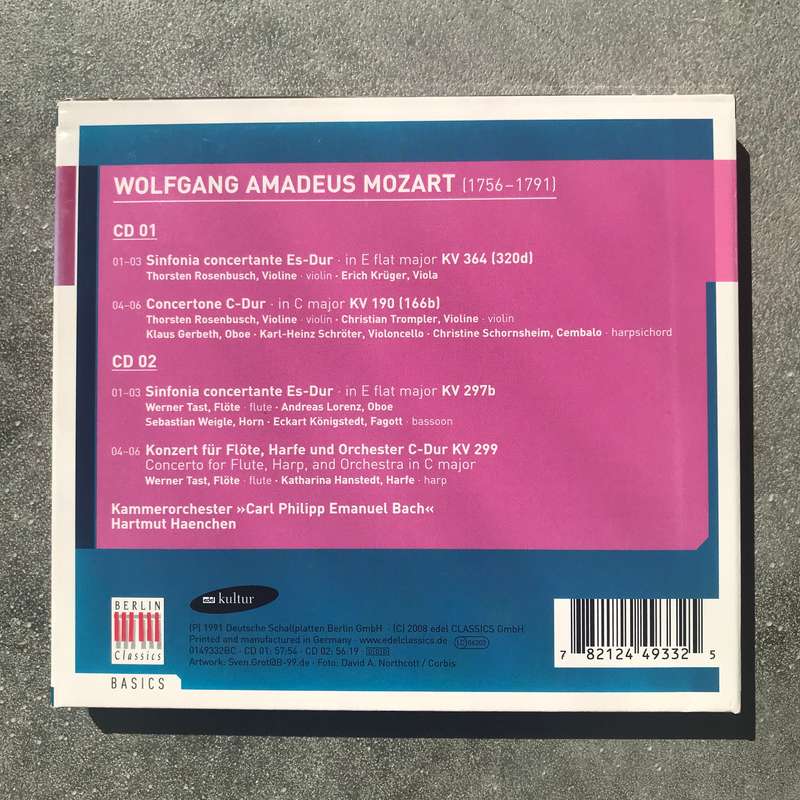 WOLFGANG AMADEUS MOZART (1756–1791)
CD 01
01–03 Sinfonia concertante Es-Dur · in E flat major KV 364 (320d)
Thorsten Rosenbusch, Violine · violin · Erich Krüger, Viola
04–06 Concertone C-Dur · in C major KV 190 (166b)
Thorsten Rosenbusch, Violine · violin · Christian Trompler, Violine · violin
Klaus Gerbeth, Oboe · Karl-Heinz Schröter, Violoncello · Christine Schornsheim, Cembalo · harpsichord
CD 02
01–03 Sinfonia concertante Es-Dur · in E flat major KV 297b
Werner Tast, Flöte · flute · Andreas Lorenz, Oboe
Sebastian Weigle, Horn · Eckart Königstedt, Fagott · bassoon
04–06 Konzert für Flöte, Harfe und Orchester C-Dur KV 299
Concerto for Flute, Harp, and Orchestra in C major
Werner Tast, Flöte · flute · Katharina Hanstedt, Harfe · harp
Kammerorchester »Carl Philipp Emanuel Bach«
Hartmut Haenchen
edel kultur
BERLIN
Classics
BASICS
(P) 1991 Deutsche Schallplatten Berlin GmbH · (C) 2008 edel CLASSICS GmbH
Printed and manufactured in Germany · www.edelclassics.de LC 06203
0149332BC · CD 01: 57:54 · CD 02: 56:19 · DDD
Artwork: Sven.Grot@B-99.de · Foto: David A. Northcott / Corbis
7 82124 49332 5